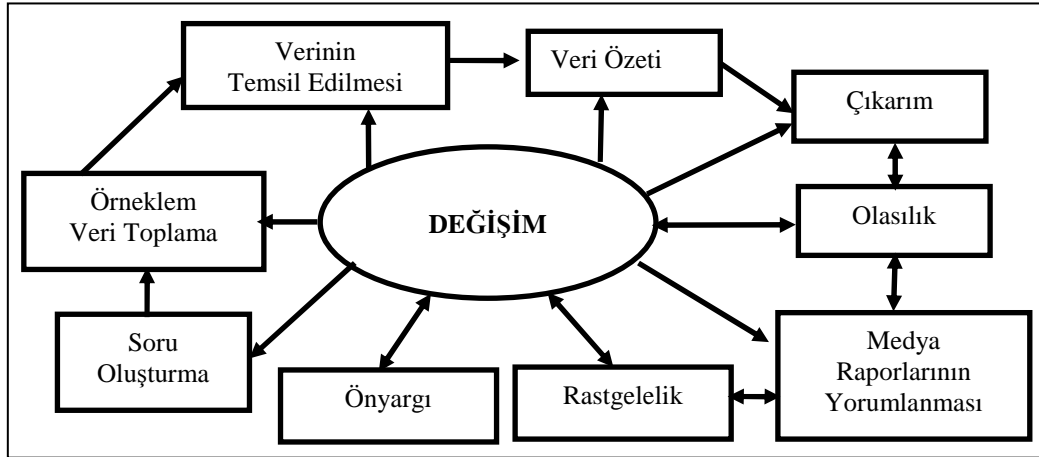 Verinin
Temsil Edilmesi
Veri Özeti
Çıkarım
Örneklem
Veri Toplama
DEĞİŞİM
Olasılık
Soru
Oluşturma
Önyargı
Rastgelelik
Medya
Raporlarının
Yorumlanması